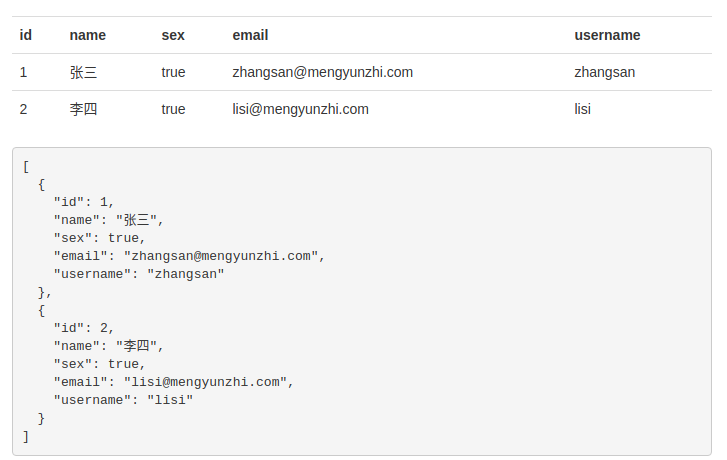 id name sex email username
1 张三 true zhangsan@mengyunzhi.com zhangsan
2 李四 true lisi@mengyunzhi.com lisi
[
  {
    "id": 1,
    "name": "张三",
    "sex": true,
    "email": "zhangsan@mengyunzhi.com",
    "username": "zhangsan"
  },
  {
    "id": 2,
    "name": "李四",
    "sex": true,
    "email": "lisi@mengyunzhi.com",
    "username": "lisi"
  }
]